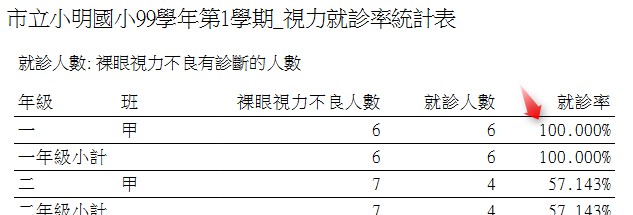 市立小明國小99學年第1學期_視力就診率統計表
就診人數: 裸眼視力不良有診斷的人數
年級 班 裸眼視力不良人數 就診人數 就診率
一 甲 6 6 100.000%
一年級小計 6 6 100.000%
二 甲 7 4 57.143%
二年級小計 7 4 57.143%